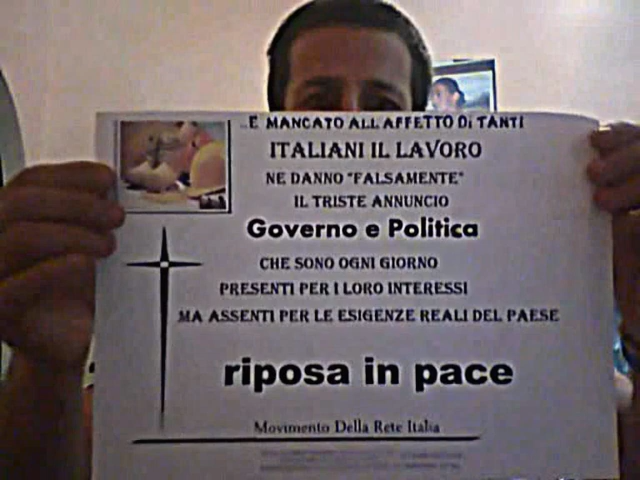 ..E MANCATO ALL AFFETTO Di TANTI
ITALIANI IL LAVORO
NE DANNO "FALSAMENTE"
IL TRISTE ANNUNCIO
Governo e Politica
CHE SONO OGNI GIORNO
PRESENTI PER I LORO INTERESSI
MA ASSENTI PER LE ESIGENZE REALI DEL PAESE
riposa in pace
Movimento Della Rete Italia